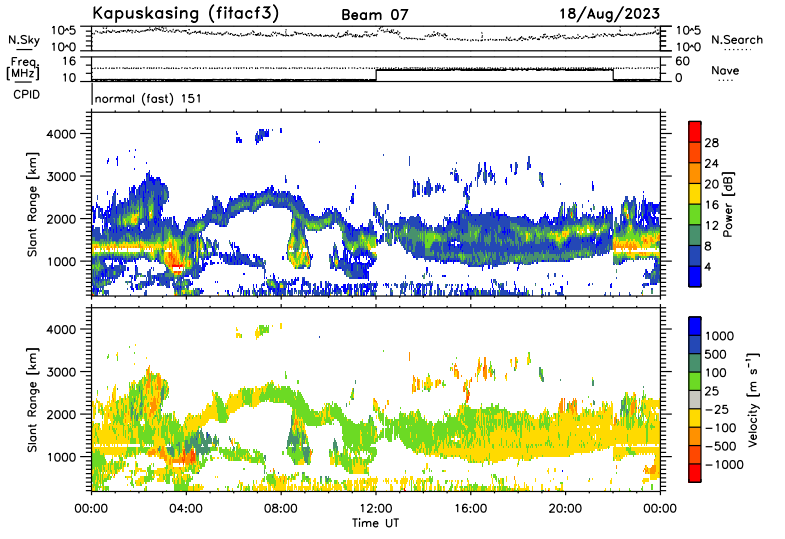 Kapuskasing (fitacf3) Beam 07 18/Aug/2023
N.Sky 10^5 10^0 10^5 10^0 N.Search
Freq. [MHz] 16 10 60 0 Nave
CPID normal (fast) 151
Slant Range [km]
4000
3000
2000
1000
28
24
20
16
12
8
4
Power [dB]
Slant Range [km]
4000
3000
2000
1000
1000
500
100
25
−25
−100
−500
−1000
Velocity [m s⁻¹]
00:00 04:00 08:00 12:00 16:00 20:00 00:00
Time UT